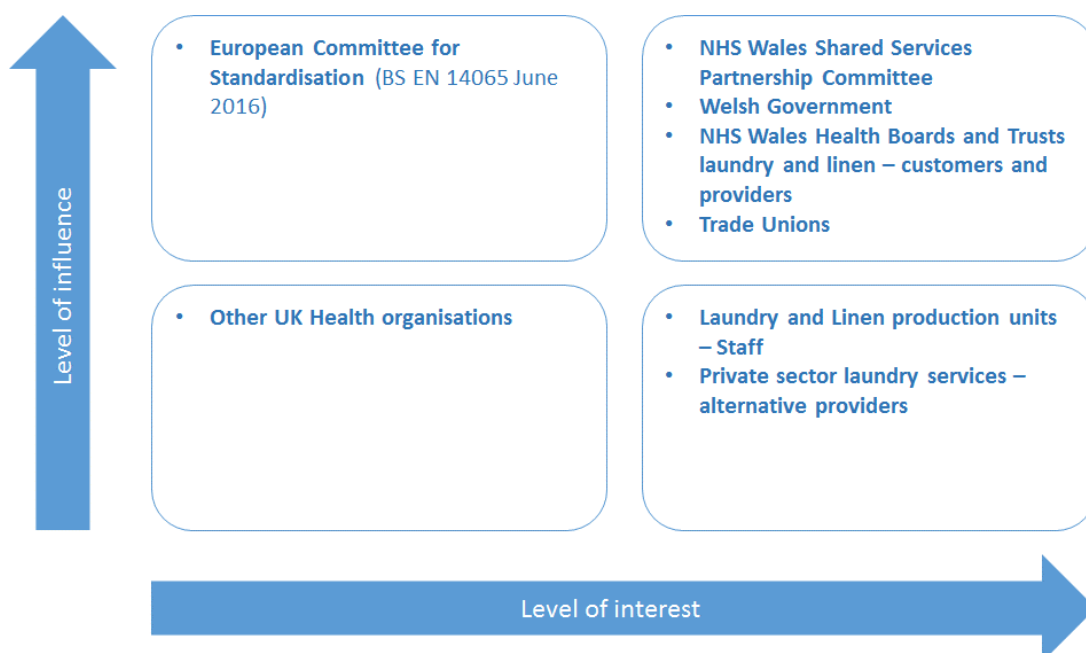 Level of influence
• European Committee for
Standardisation (BS EN 14065 June
2016)
• NHS Wales Shared Services
Partnership Committee
• Welsh Government
• NHS Wales Health Boards and Trusts
laundry and linen – customers and
providers
• Trade Unions
• Other UK Health organisations
• Laundry and Linen production units
– Staff
• Private sector laundry services –
alternative providers
Level of interest